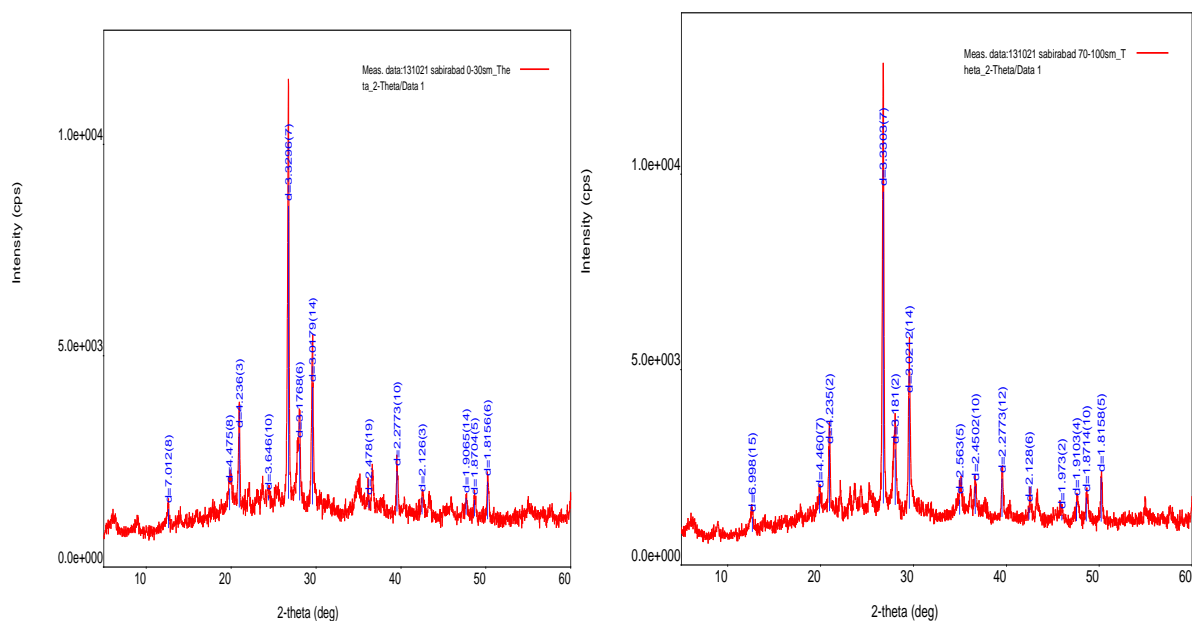 Meas. data:131021 sabirabad 0-30sm_The
ta_2-Theta/Data 1
Intensity (cps)
1.0e+004
5.0e+003
0.0e+000
d=7.012(8)
d=4.475(8)
d=4.236(3)
d=3.646(10)
d=3.3296(7)
d=3.1768(6)
d=3.0179(14)
d=2.478(19)
d=2.2773(10)
d=2.126(3)
d=1.9065(14)
d=1.8704(5)
d=1.8156(6)
10 20 30 40 50 60
2-theta (deg)
Meas. data:131021 sabirabad 70-100sm_T
heta_2-Theta/Data 1
Intensity (cps)
1.0e+004
5.0e+003
0.0e+000
d=6.998(15)
d=4.460(7)
d=4.235(2)
d=3.3303(7)
d=3.181(2)
d=3.0212(14)
d=2.563(5)
d=2.4502(10)
d=2.2773(12)
d=2.128(6)
d=1.973(2)
d=1.9103(4)
d=1.8714(10)
d=1.8158(5)
10 20 30 40 50 60
2-theta (deg)